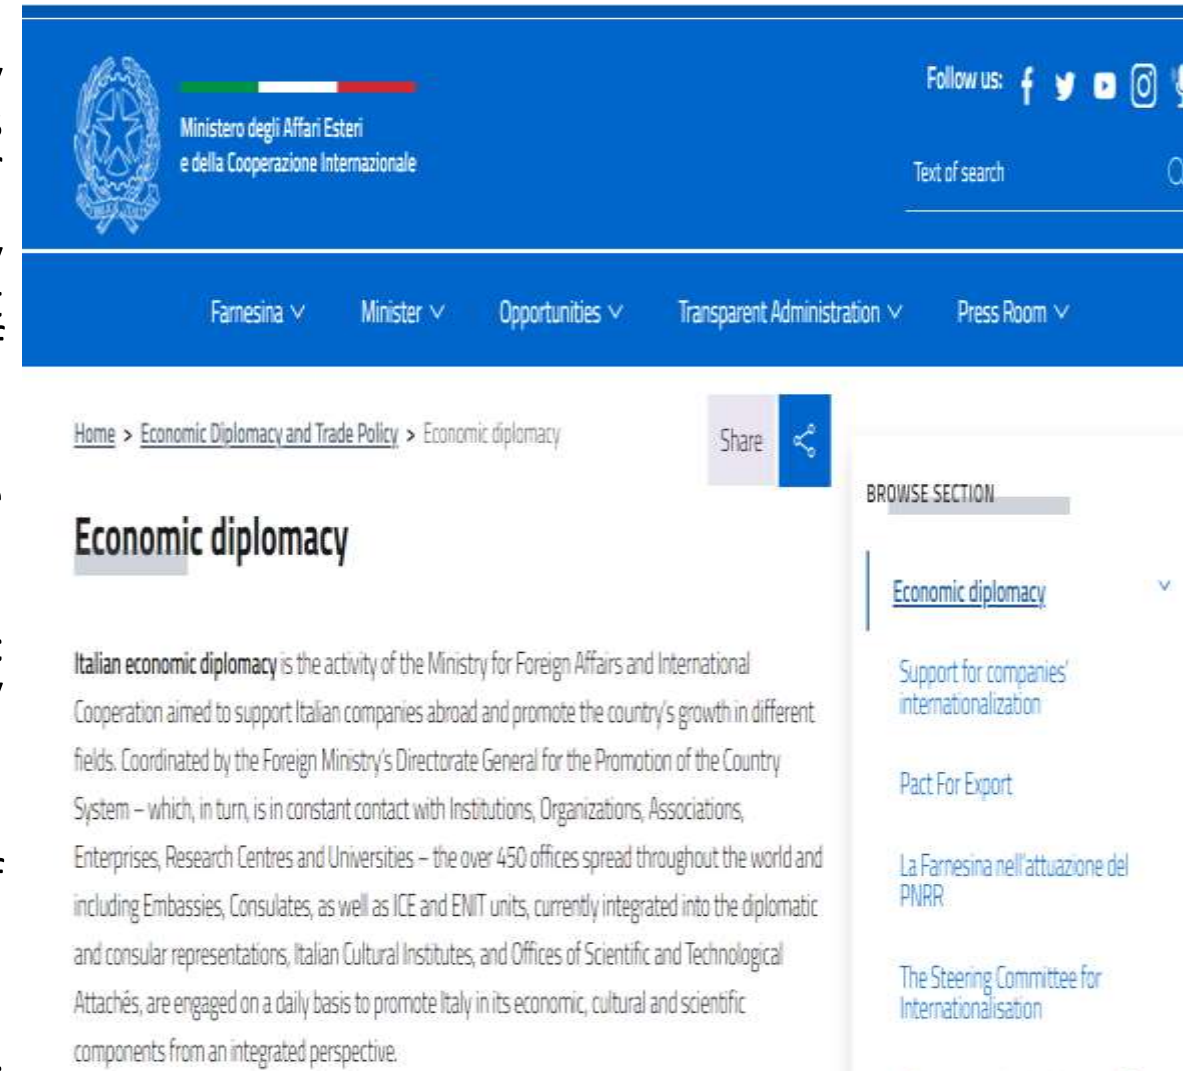 Follow us:
Ministero degli Affari Esteri
e della Cooperazione Internazionale
Text of search
Farnesina
Minister
Opportunities
Transparent Administration
Press Room
Home > Economic Diplomacy and Trade Policy > Economic diplomacy
Share
Economic diplomacy
Italian economic diplomacy is the activity of the Ministry for Foreign Affairs and International
Cooperation aimed to support Italian companies abroad and promote the country's growth in different
fields. Coordinated by the Foreign Ministry's Directorate General for the Promotion of the Country
System – which, in turn, is in constant contact with Institutions, Organizations, Associations,
Enterprises, Research Centres and Universities – the over 450 offices spread throughout the world and
including Embassies, Consulates, as well as ICE and ENIT units, currently integrated into the diplomatic
and consular representations, Italian Cultural Institutes, and Offices of Scientific and Technological
Attachés, are engaged on a daily basis to promote Italy in its economic, cultural and scientific
components from an integrated perspective.
BROWSE SECTION
Economic diplomacy
Support for companies'
internationalization
Pact For Export
La Farnesina nell'attuazione del
PNRR
The Steering Committee for
Internationalisation